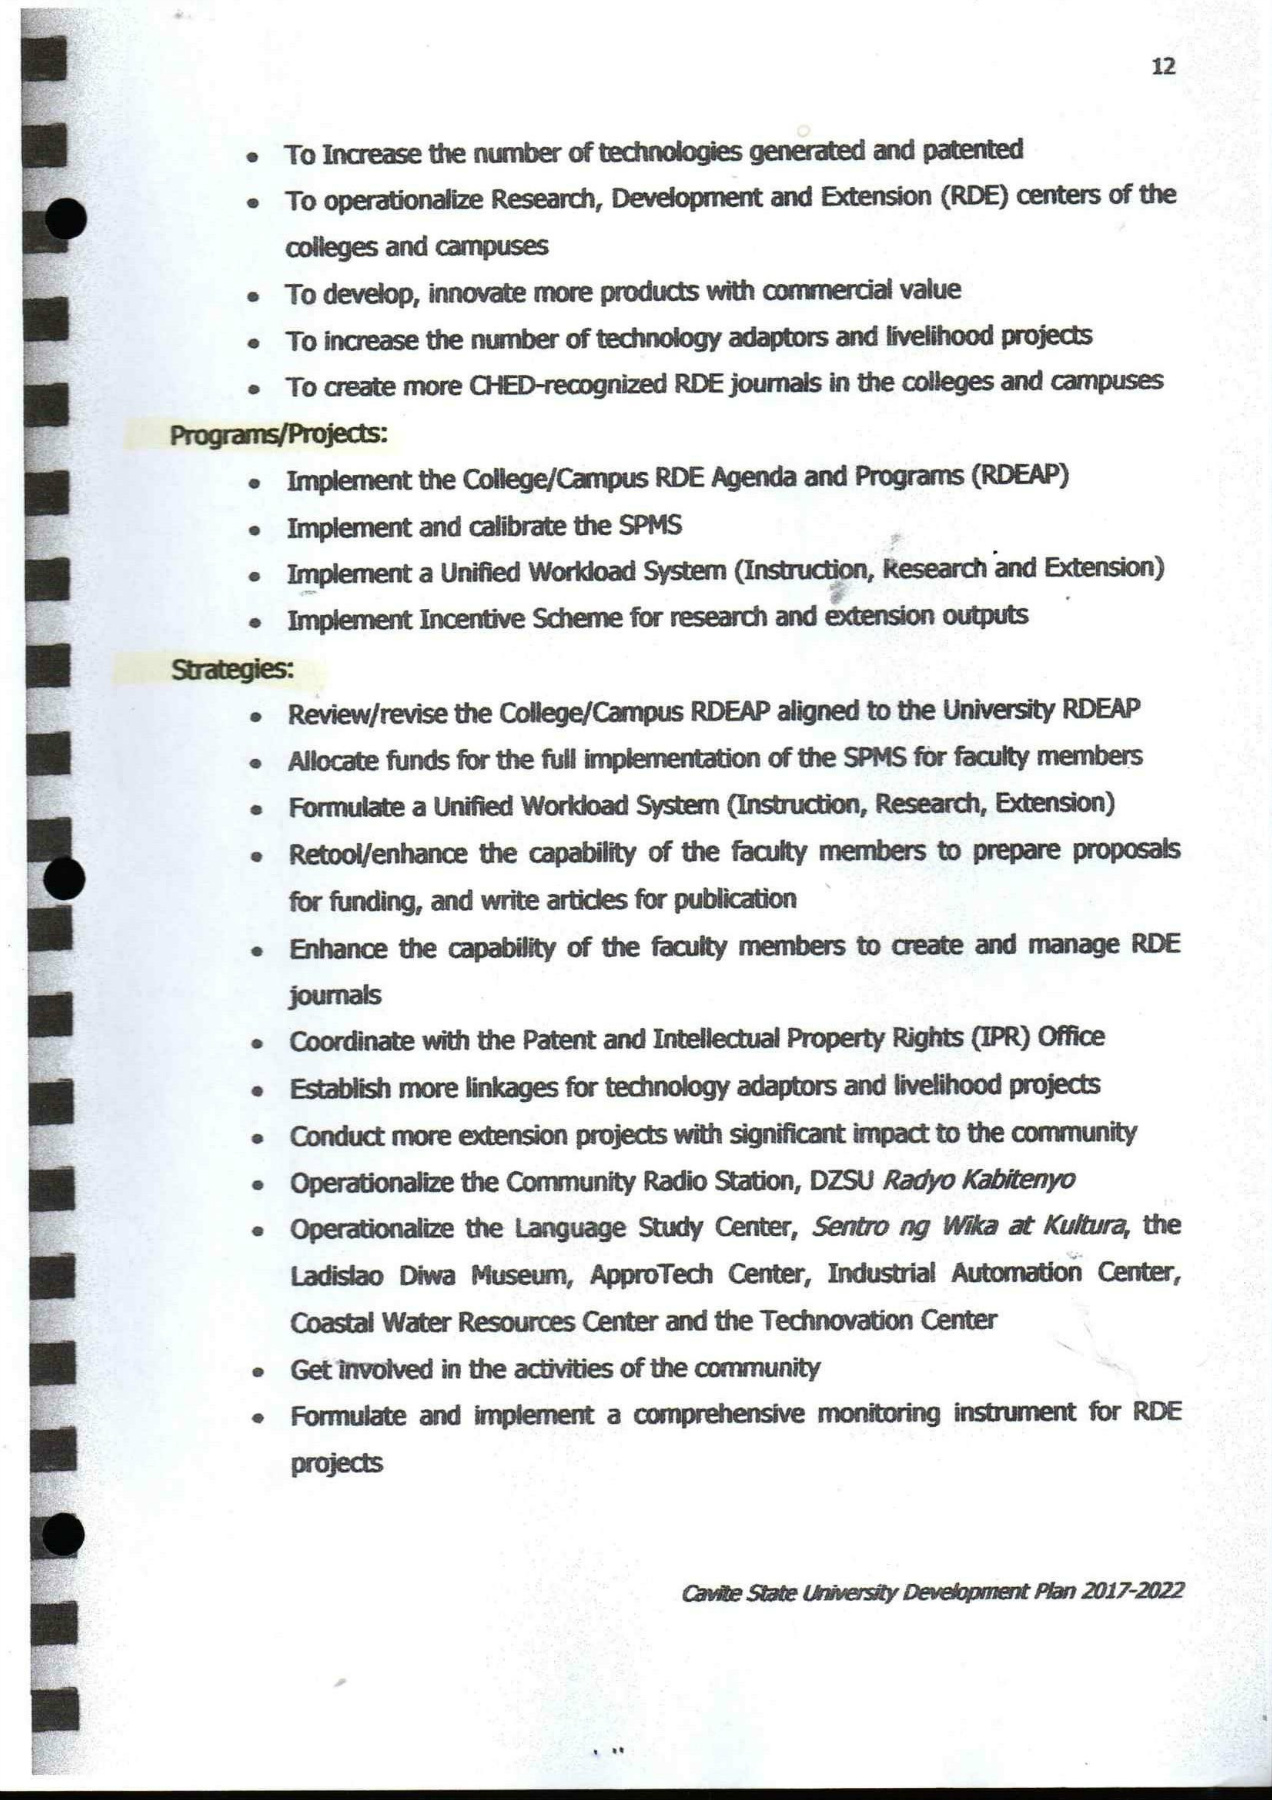 12
• To Increase the number of technologies generated and patented
• To operationalize Research, Development and Extension (RDE) centers of the
colleges and campuses
• To develop, innovate more products with commercial value
• To increase the number of technology adaptors and livelihood projects
• To create more CHED-recognized RDE journals in the colleges and campuses
Programs/Projects:
• Implement the College/Campus RDE Agenda and Programs (RDEAP)
• Implement and calibrate the SPMS
• Implement a Unified Workload System (Instruction, Research and Extension)
• Implement Incentive Scheme for research and extension outputs
Strategies:
• Review/revise the College/Campus RDEAP aligned to the University RDEAP
• Allocate funds for the full implementation of the SPMS for faculty members
• Formulate a Unified Workload System (Instruction, Research, Extension)
• Retool/enhance the capability of the faculty members to prepare proposals
for funding, and write articles for publication
• Enhance the capability of the faculty members to create and manage RDE
journals
• Coordinate with the Patent and Intellectual Property Rights (IPR) Office
• Establish more linkages for technology adaptors and livelihood projects
• Conduct more extension projects with significant impact to the community
• Operationalize the Community Radio Station, DZSU Radyo Kabitenyo
• Operationalize the Language Study Center, Sentro ng Wika at Kultura, the
Ladislao Diwa Museum, ApproTech Center, Industrial Automation Center,
Coastal Water Resources Center and the Technovation Center
• Get involved in the activities of the community
• Formulate and implement a comprehensive monitoring instrument for RDE
projects
Cavite State University Development Plan 2017-2022